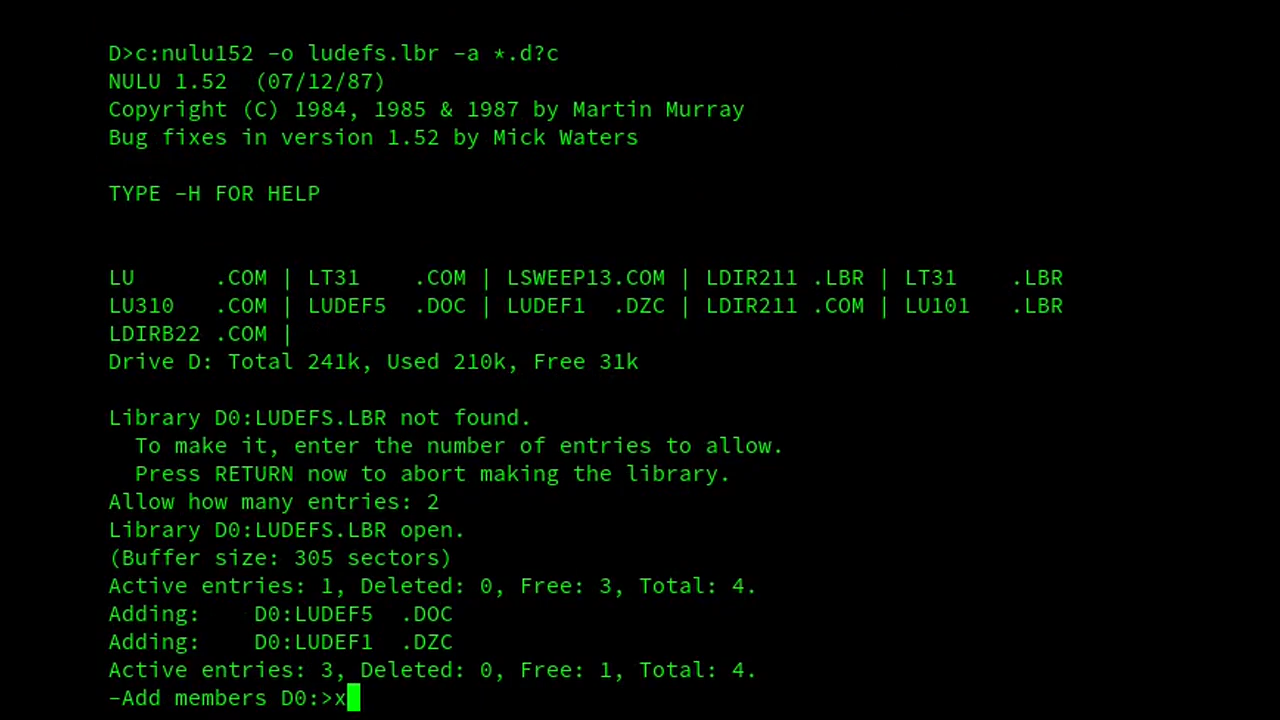 D>c:nulu152 -o ludefs.lbr -a *.d?c
NULU 1.52  (07/12/87)
Copyright (C) 1984, 1985 & 1987 by Martin Murray
Bug fixes in version 1.52 by Mick Waters
TYPE -H FOR HELP
LU      .COM | LT31    .COM | LSWEEP13.COM | LDIR211 .LBR | LT31    .LBR
LU310   .COM | LUDEF5  .DOC | LUDEF1  .DZC | LDIR211 .COM | LU101   .LBR
LDIRB22 .COM |
Drive D: Total 241k, Used 210k, Free 31k
Library D0:LUDEFS.LBR not found.
  To make it, enter the number of entries to allow.
  Press RETURN now to abort making the library.
Allow how many entries: 2
Library D0:LUDEFS.LBR open.
(Buffer size: 305 sectors)
Active entries: 1, Deleted: 0, Free: 3, Total: 4.
Adding:    D0:LUDEF5  .DOC
Adding:    D0:LUDEF1  .DZC
Active entries: 3, Deleted: 0, Free: 1, Total: 4.
-Add members D0:>x